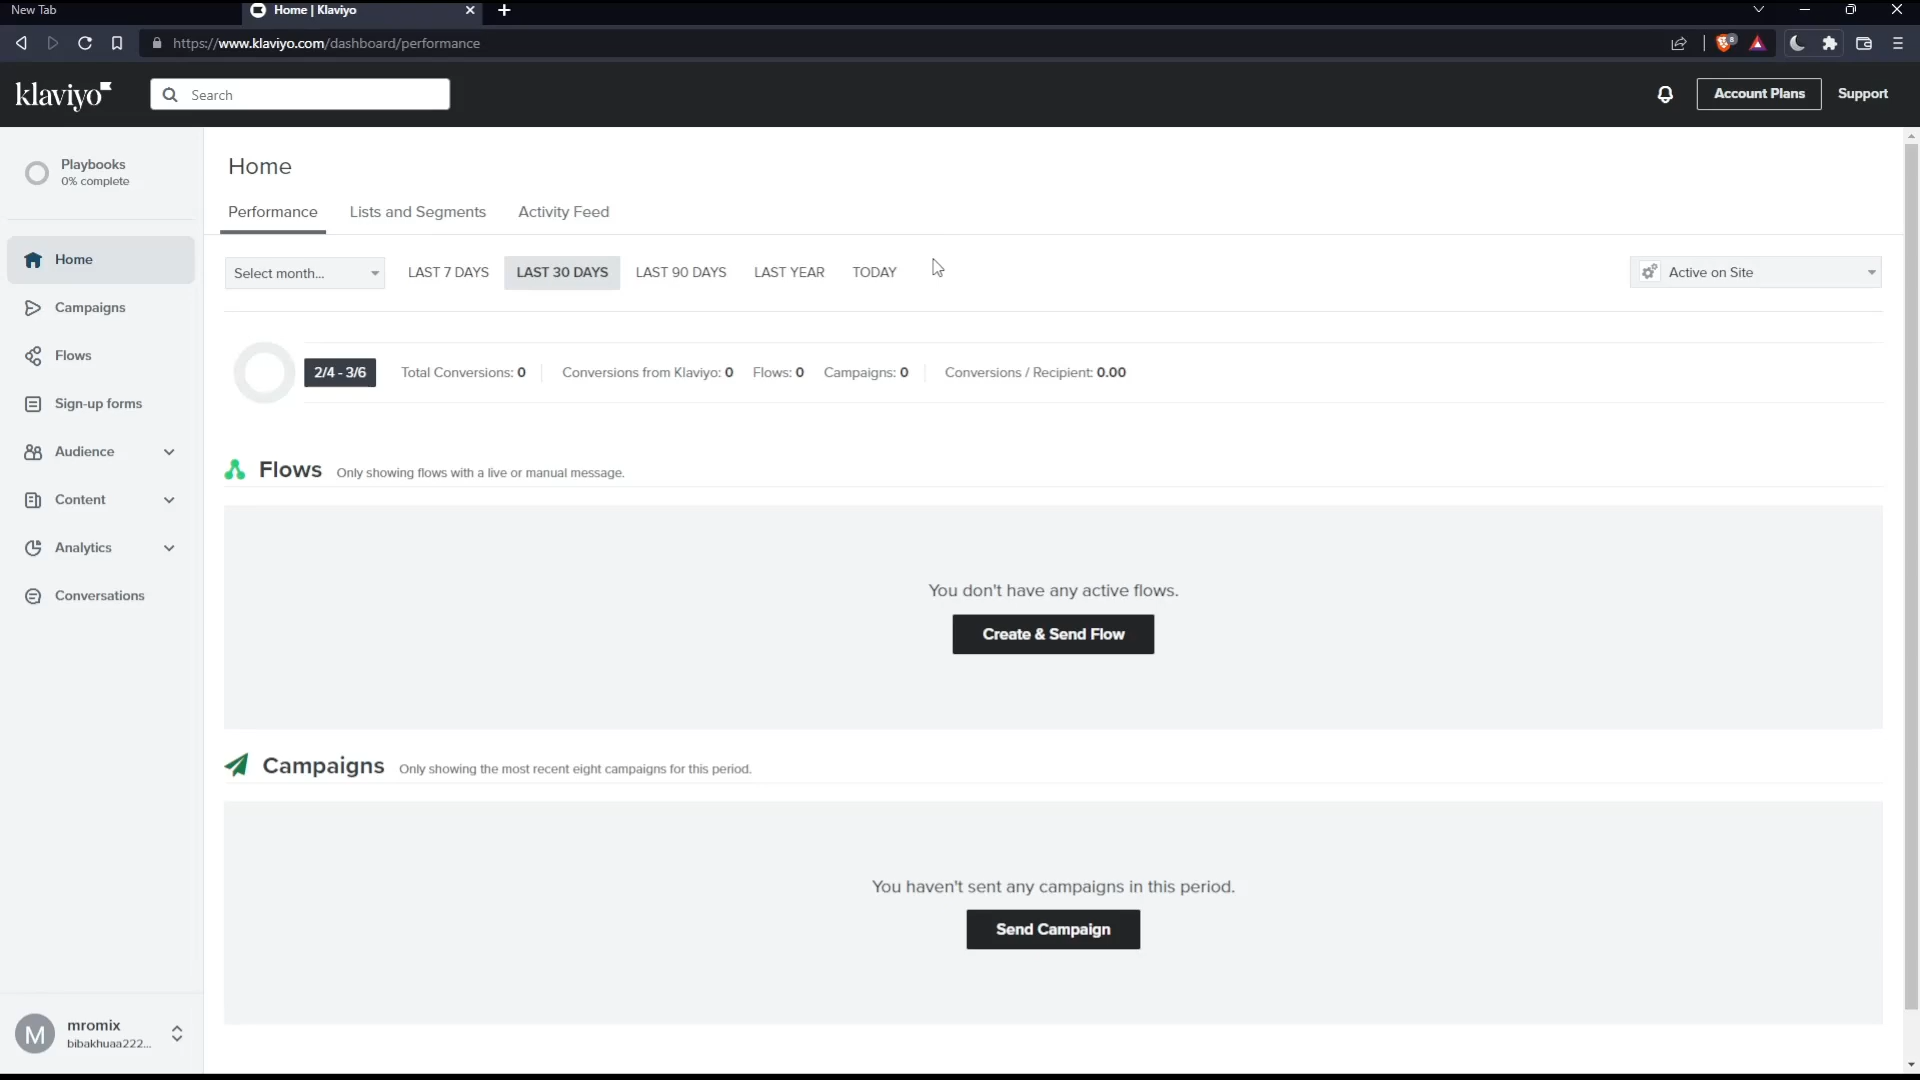 New Tab
Home | Klaviyo
https://www.klaviyo.com/dashboard/performance
8
klaviyo
Search
Account Plans
Support
Playbooks
0% complete
Home
Campaigns
Flows
Sign-up forms
Audience
Content
Analytics
Conversations
M
mromix
bibakhuaa222...
Home
Performance Lists and Segments Activity Feed
Select month... LAST 7 DAYS LAST 30 DAYS LAST 90 DAYS LAST YEAR TODAY
Active on Site
2/4 - 3/6 Total Conversions: 0 Conversions from Klaviyo: 0 Flows: 0 Campaigns: 0 Conversions / Recipient: 0.00
Flows Only showing flows with a live or manual message.
You don't have any active flows.
Create & Send Flow
Campaigns Only showing the most recent eight campaigns for this period.
You haven't sent any campaigns in this period.
Send Campaign